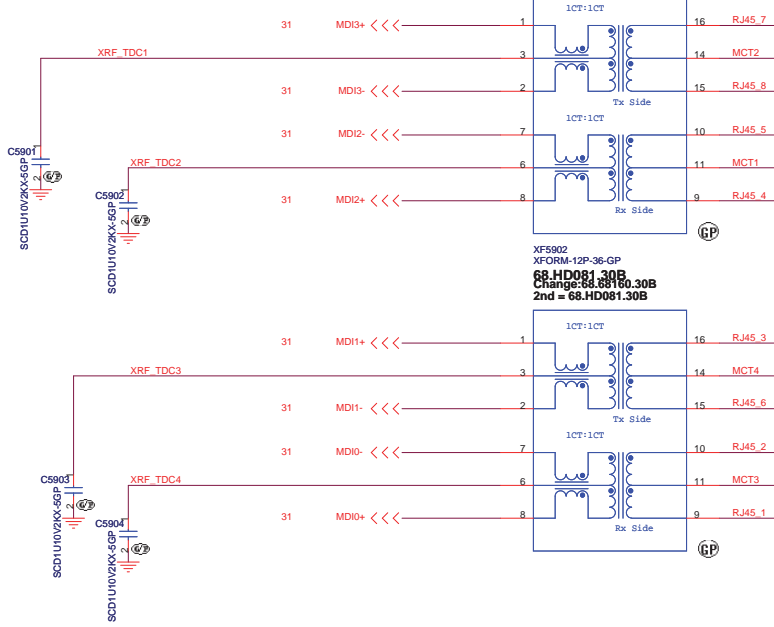 1CT:1CT
31 MDI3+ 1 16 RJ45_7
XRF_TDC1 3 14 MCT2
31 MDI3- 2 15 RJ45_8
Tx Side
1CT:1CT
31 MDI2- 7 10 RJ45_5
C5901 1
XRF_TDC2 6 11 MCT1
2 G/P
SCD1U10V2KX-5GP
C5902 1
31 MDI2+ 8 9 RJ45_4
Rx Side
2 G/P
SCD1U10V2KX-5GP
GP
XF5902
XFORM-12P-36-GP
68.HD081.30B
Change:68.68160.30B
2nd = 68.HD081.30B
1CT:1CT
31 MDI1+ 1 16 RJ45_3
XRF_TDC3 3 14 MCT4
31 MDI1- 2 15 RJ45_6
Tx Side
1CT:1CT
31 MDI0- 7 10 RJ45_2
C5903 1
XRF_TDC4 6 11 MCT3
2 G/P
SCD1U10V2KX-5GP
C5904 1
31 MDI0+ 8 9 RJ45_1
Rx Side
2 G/P
SCD1U10V2KX-5GP
GP